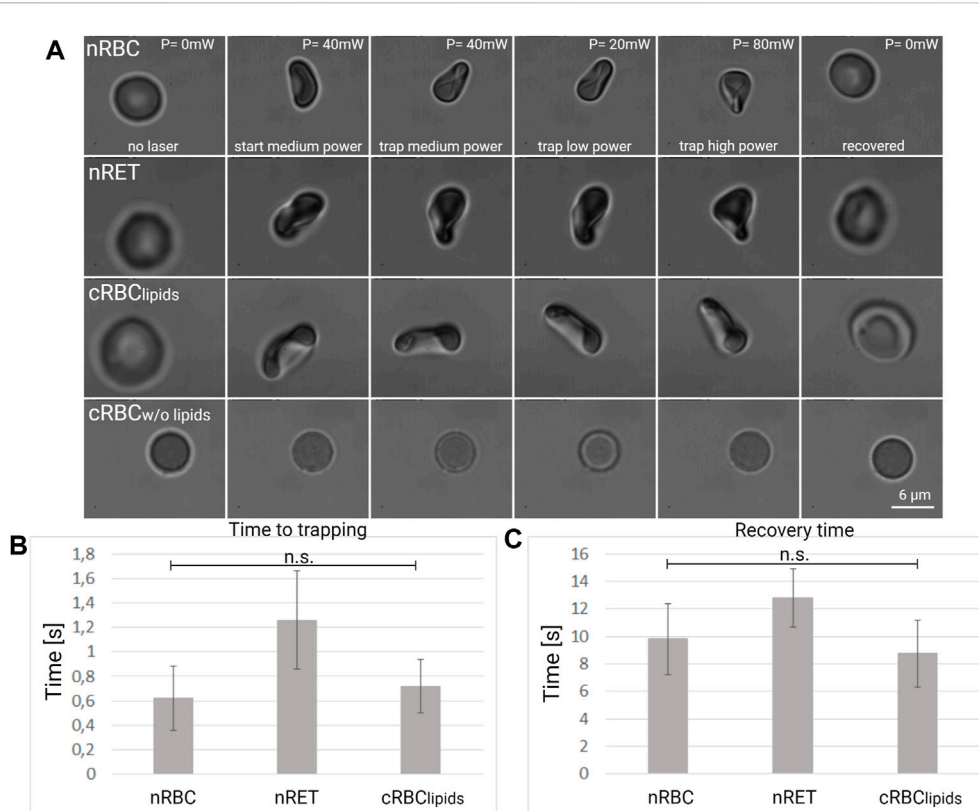 A
nRBC P= 0mW P= 40mW P= 40mW P= 20mW P= 80mW P= 0mW
no laser start medium power trap medium power trap low power trap high power recovered
nRET
cRBClipids
cRBCw/o lipids
6 µm
B Time to trapping
n.s.
1,8
1,6
1,4
1,2
1
0,8
0,6
0,4
0,2
0
Time [s]
nRBC nRET cRBClipids
C Recovery time
n.s.
16
14
12
10
8
6
4
2
0
Time [s]
nRBC nRET cRBClipids